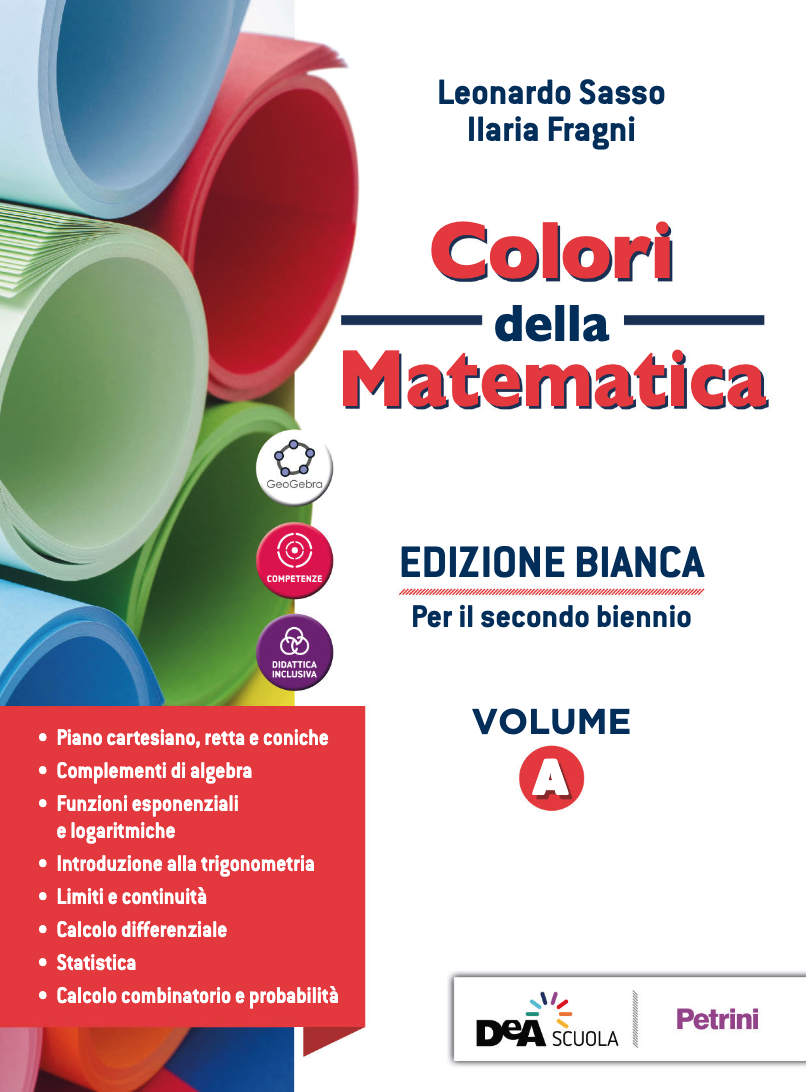 Leonardo Sasso
Ilaria Fragni
Colori
della
Matematica
GeoGebra
COMPETENZE
DIDATTICA
INCLUSIVA
EDIZIONE BIANCA
Per il secondo biennio
VOLUME
A
• Piano cartesiano, retta e coniche
• Complementi di algebra
• Funzioni esponenziali
e logaritmiche
• Introduzione alla trigonometria
• Limiti e continuità
• Calcolo differenziale
• Statistica
• Calcolo combinatorio e probabilità
DeA SCUOLA
Petrini